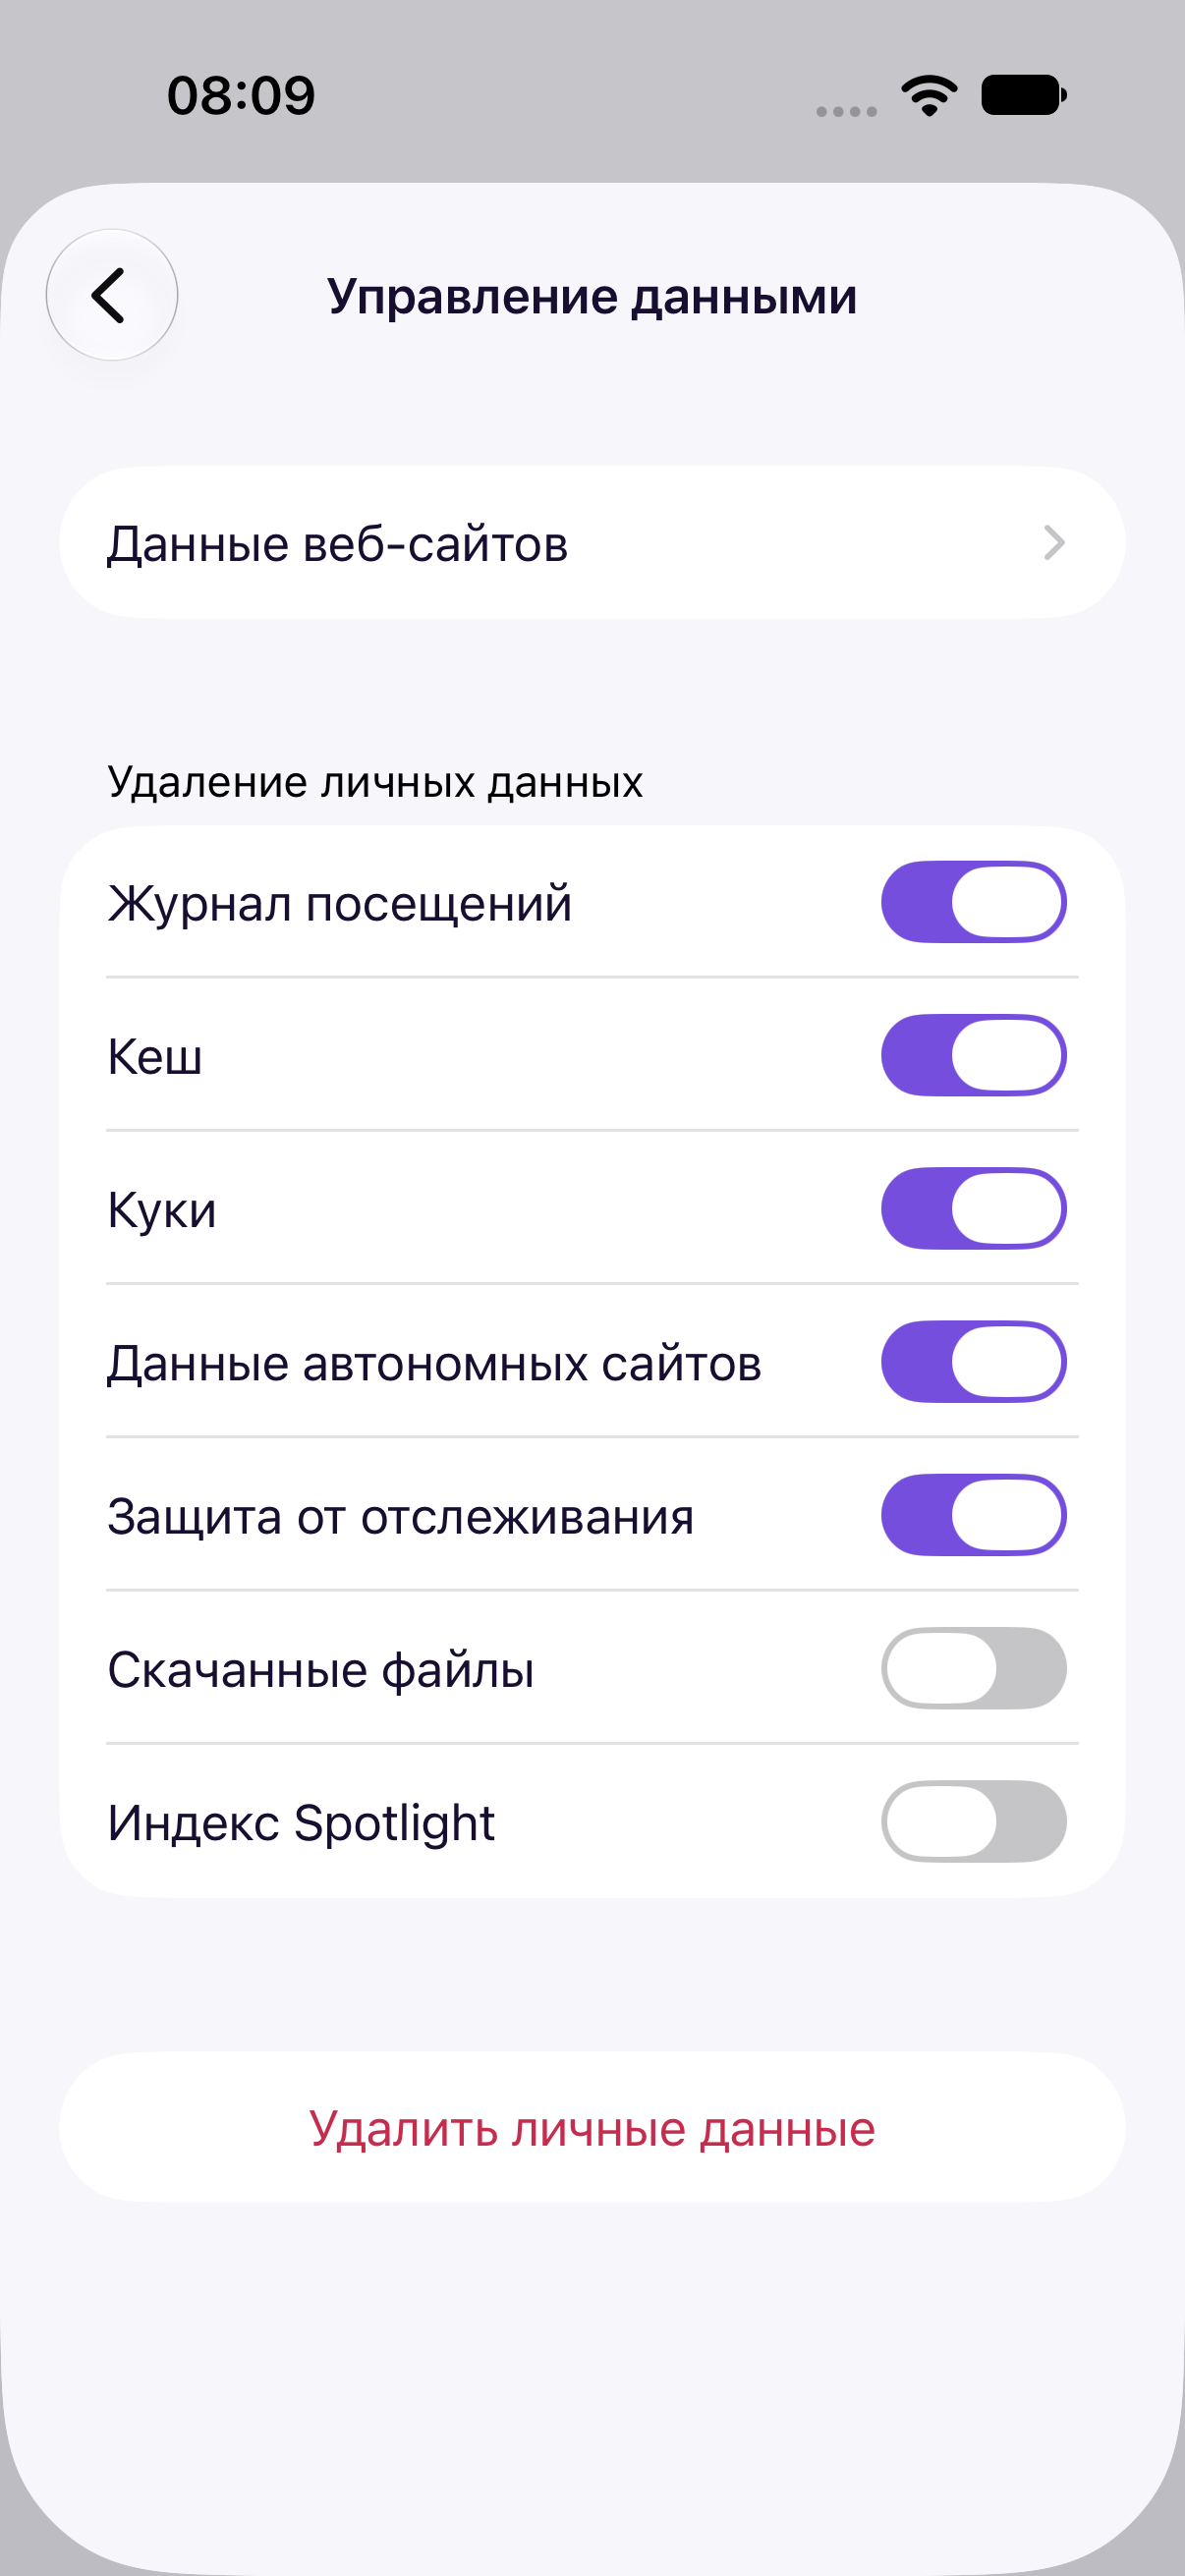 08:09
Управление данными
Данные веб-сайтов
Удаление личных данных
Журнал посещений
Кеш
Куки
Данные автономных сайтов
Защита от отслеживания
Скачанные файлы
Индекс Spotlight
Удалить личные данные